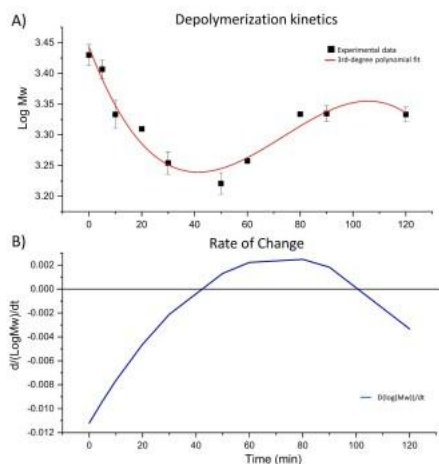 A)
Depolymerization kinetics
Experimental data
3rd-degree polynomial fit
Log Mw
3.45
3.40
3.35
3.30
3.25
3.20
0 20 40 60 80 100 120
B)
Rate of Change
d/(LogMw)/dt
0.002
0.000
-0.002
-0.004
-0.006
-0.008
-0.010
-0.012
D(log(Mw))/dt
0 20 40 60 80 100 120
Time (min)